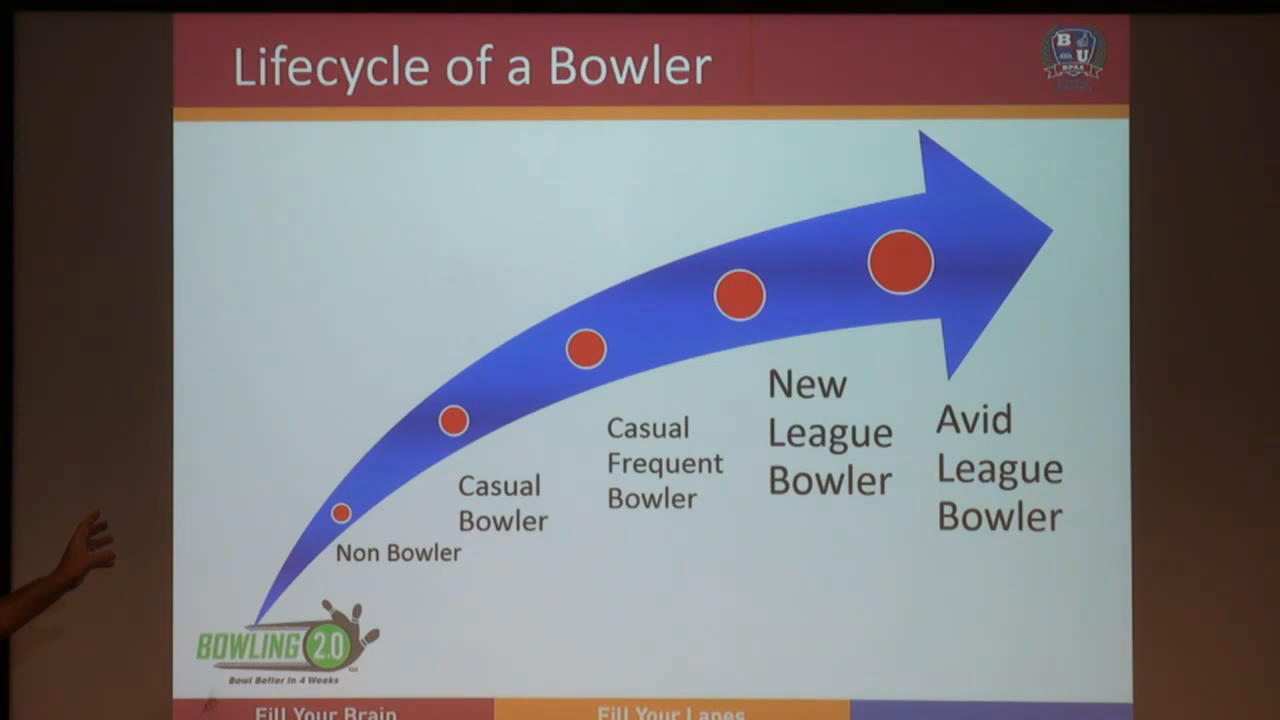 Lifecycle of a Bowler
B
U
BPAA
Non Bowler
Casual
Bowler
Casual
Frequent
Bowler
New
League
Bowler
Avid
League
Bowler
BOWLING 2.0
Bowl Better in 4 Weeks
Fill Your Brain
Fill Your Lanes